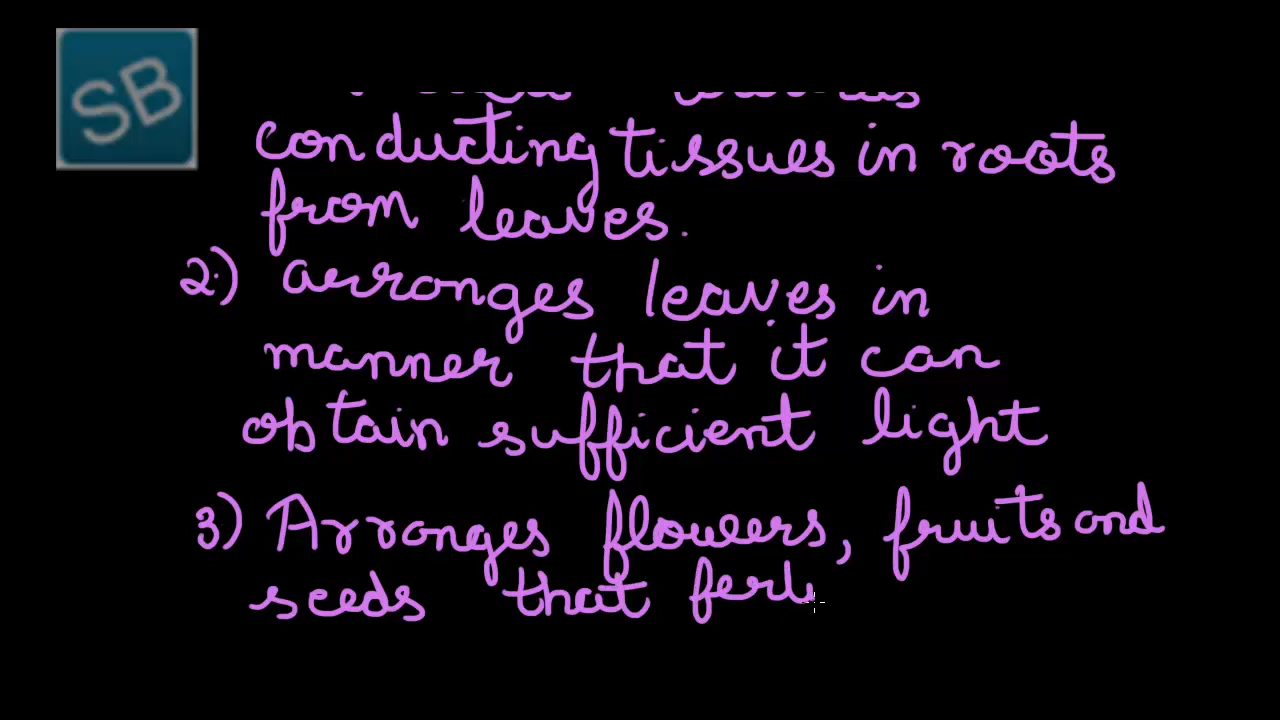 SB
conducting tissues in roots
from leaves.
2) arranges leaves in
manner that it can
obtain sufficient light
3) Arranges flowers, fruits and
seeds that